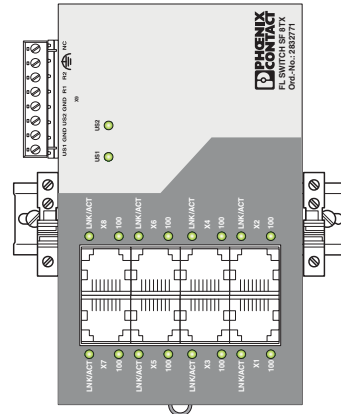 PHŒNIX
CONTACT
FL SWITCH SF 8TX
Ord.-No.: 2832771
US1 GND US2 GND R1 R2 NC
X9
US2
US1
LNK/ACT X8 100 LNK/ACT X6 100 LNK/ACT X4 100 LNK/ACT X2 100
LNK/ACT X7 100 LNK/ACT X5 100 LNK/ACT X3 100 LNK/ACT X1 100